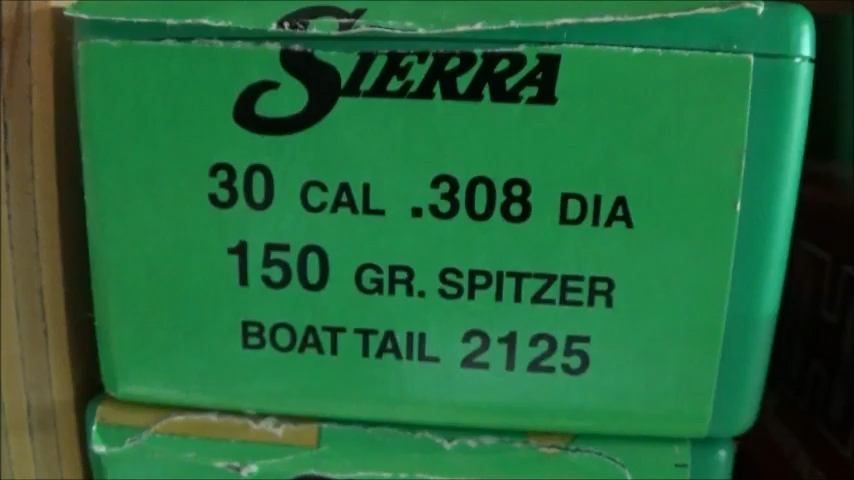 SIERRA
30 CAL .308 DIA
150 GR. SPITZER
BOAT TAIL 2125